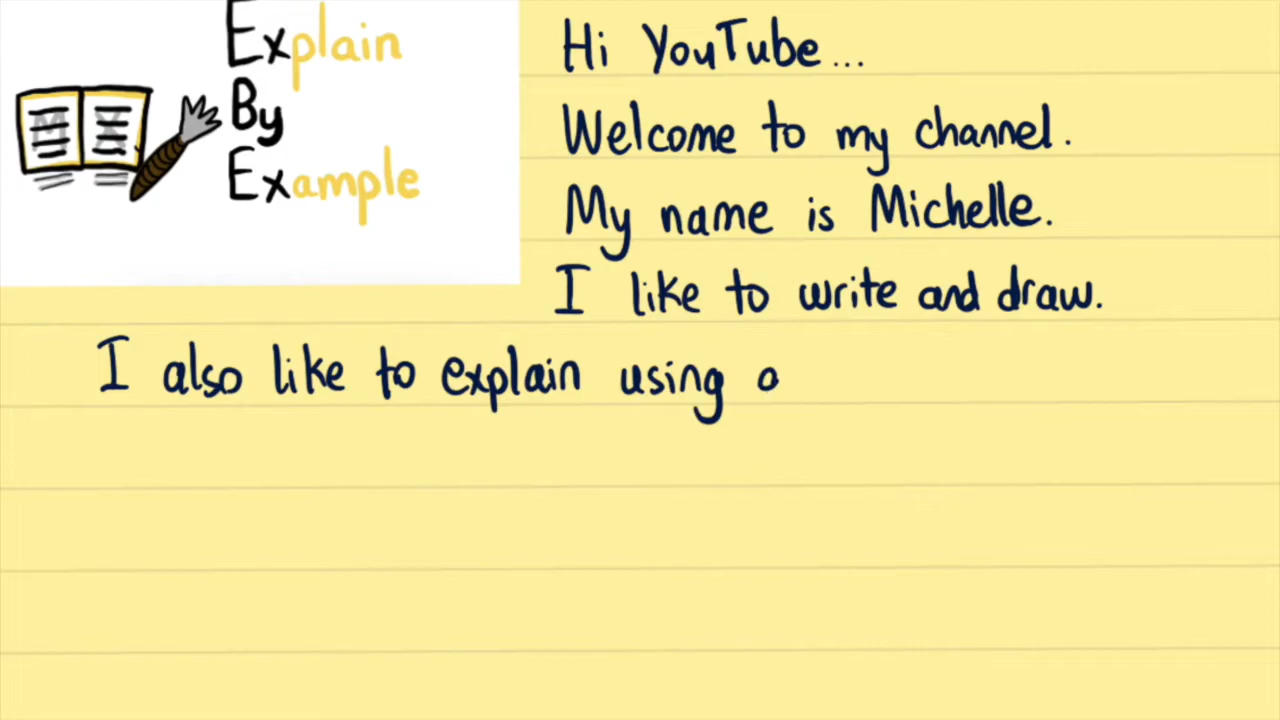 Explain
By
Example
Hi YouTube...
Welcome to my channel.
My name is Michelle.
I like to write and draw.
I also like to explain using o